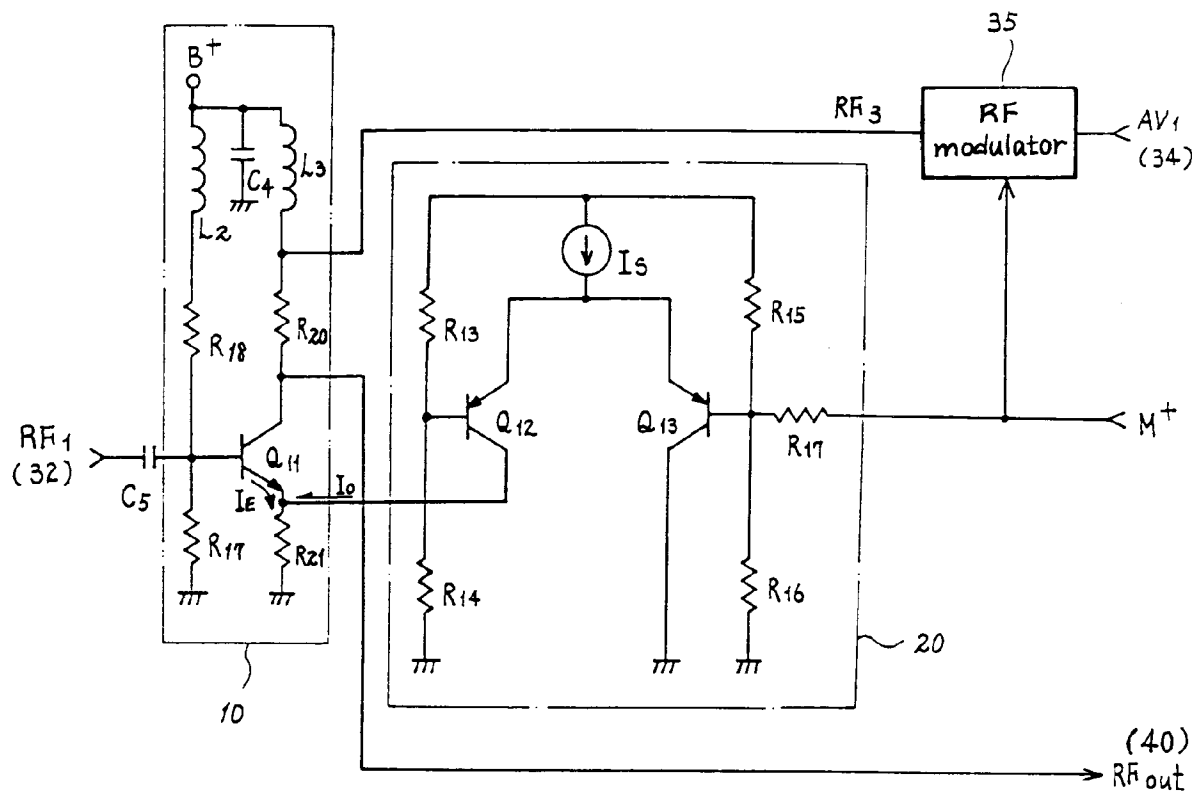 35
B+
RF3
RF
modulator
AV1
(34)
C4
L3
L2
Is
R13
R15
R18
R20
Q12
Q13
R17
M+
RF1
(32)
C5
Q11
IE
Io
R17
R21
R14
R16
20
10
(40)
RFout